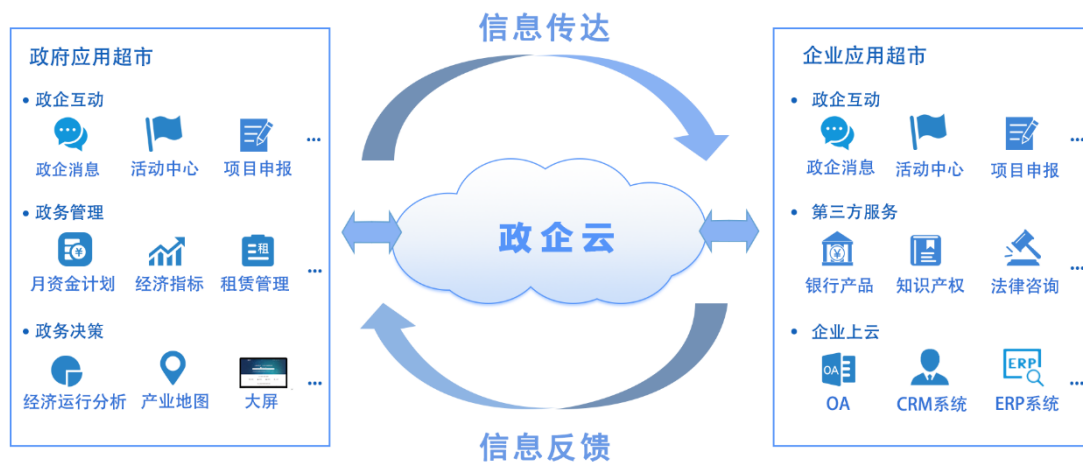 信息传达
政府应用超市
• 政企互动
政企消息 活动中心 项目申报 ...
• 政务管理
月资金计划 经济指标 租 租赁管理 ...
• 政务决策
经济运行分析 产业地图 大屏 ...
政企云
企业应用超市
• 政企互动
政企消息 活动中心 项目申报 ...
• 第三方服务
银行产品 知识产权 法律咨询 ...
• 企业上云
OA ERP
OA CRM系统 ERP系统 ...
信息反馈